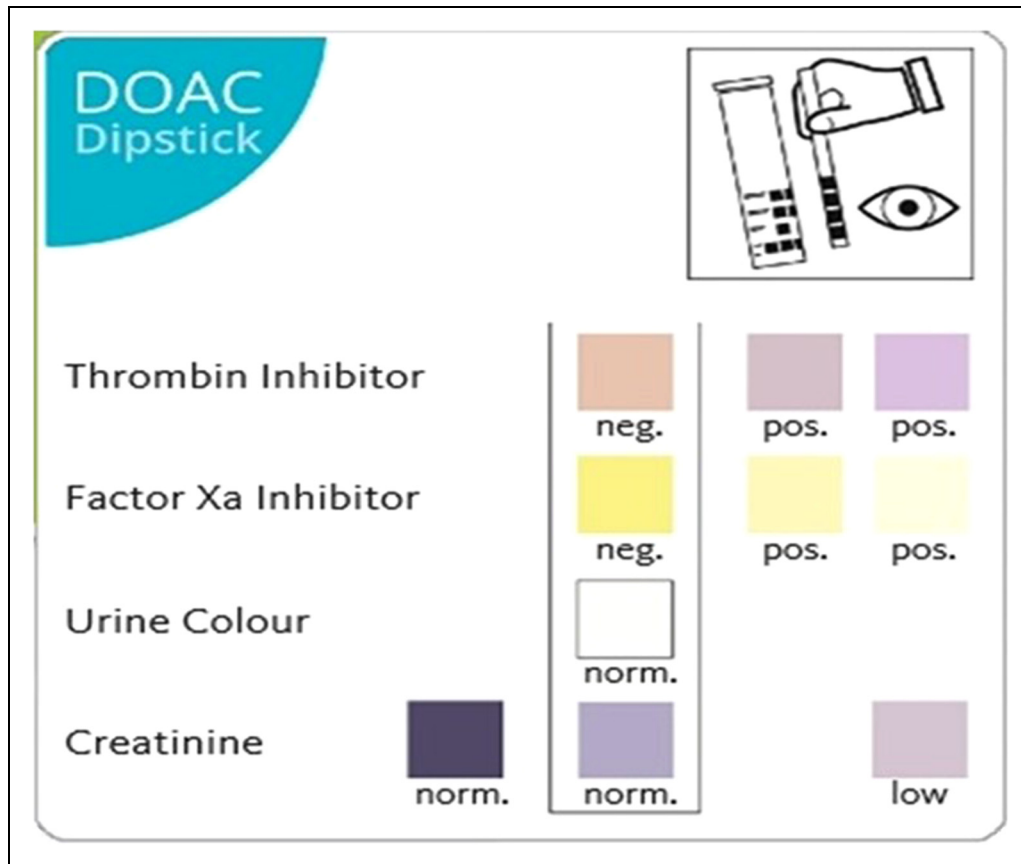 DOAC
Dipstick
Thrombin Inhibitor
neg. pos. pos.
Factor Xa Inhibitor
neg. pos. pos.
Urine Colour
norm.
Creatinine
norm. norm. low